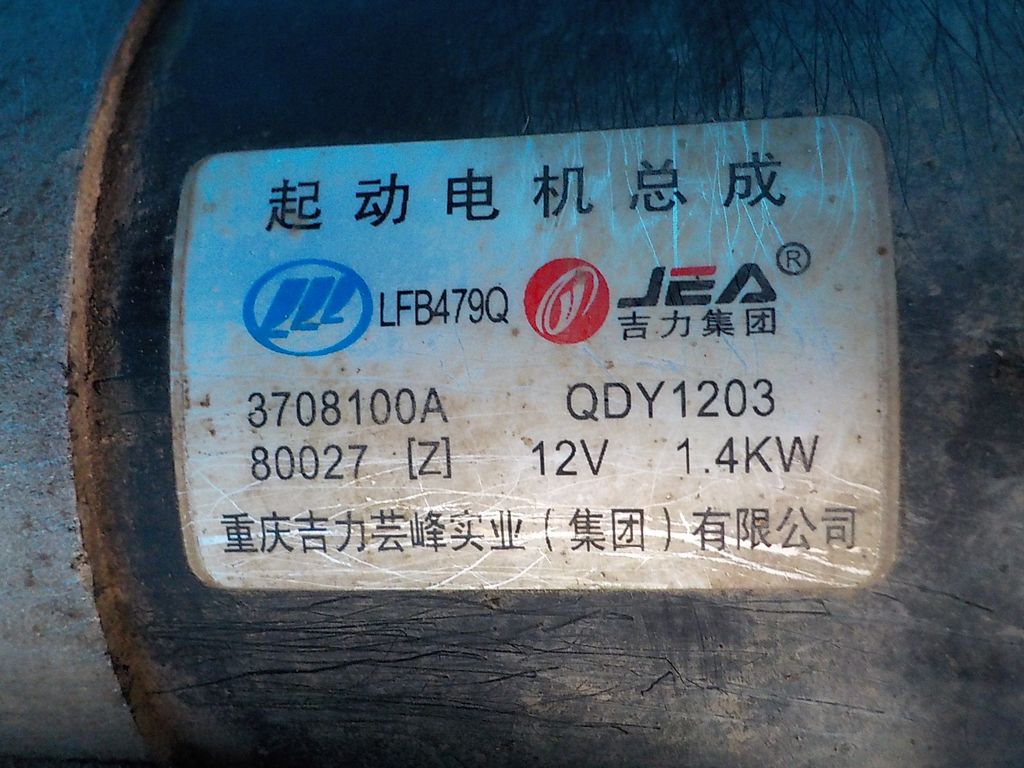 起动电机总成
LFB479Q JEA®
吉力集团
3708100A QDY1203
80027 [Z] 12V 1.4KW
重庆吉力芸峰实业(集团)有限公司